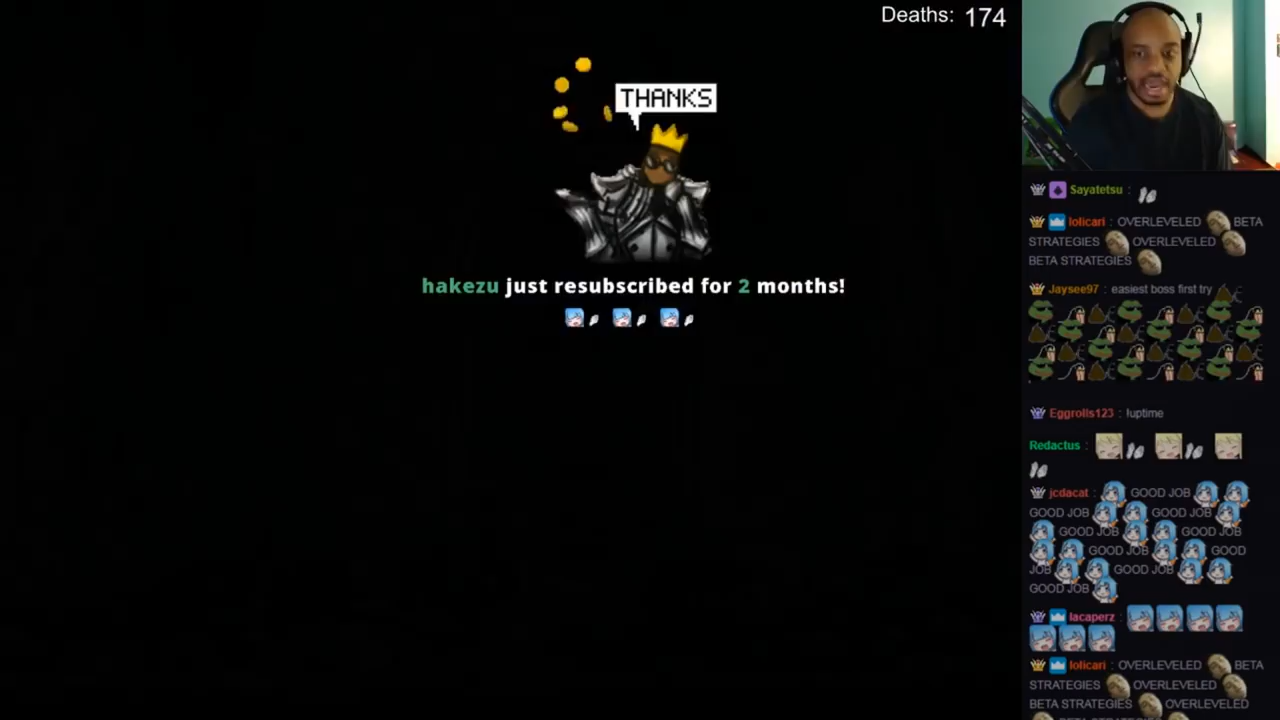 Deaths: 174
THANKS
hakezu just resubscribed for 2 months!
Sayatetsu :
lolicari : OVERLEVELED BETA
STRATEGIES OVERLEVELED
BETA STRATEGIES
Jaysee97 : easiest boss first try
Eggrolls123 : !uptime
Redactus :
jcdacat : GOOD JOB
GOOD JOB GOOD JOB
GOOD JOB GOOD JOB
GOOD JOB GOOD
JOB GOOD JOB
GOOD JOB
lacaperz :
lolicari : OVERLEVELED BETA
STRATEGIES OVERLEVELED
BETA STRATEGIES OVERLEVELED
BETA STRATEGIES